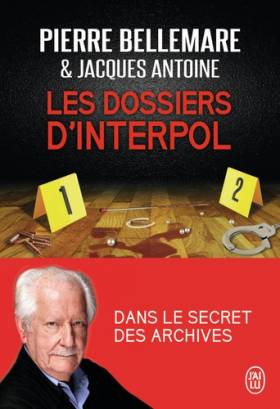 PIERRE BELLEMARE
& JACQUES ANTOINE
LES DOSSIERS
D'INTERPOL
1
2
DANS LE SECRET
DES ARCHIVES
J'AI
LU